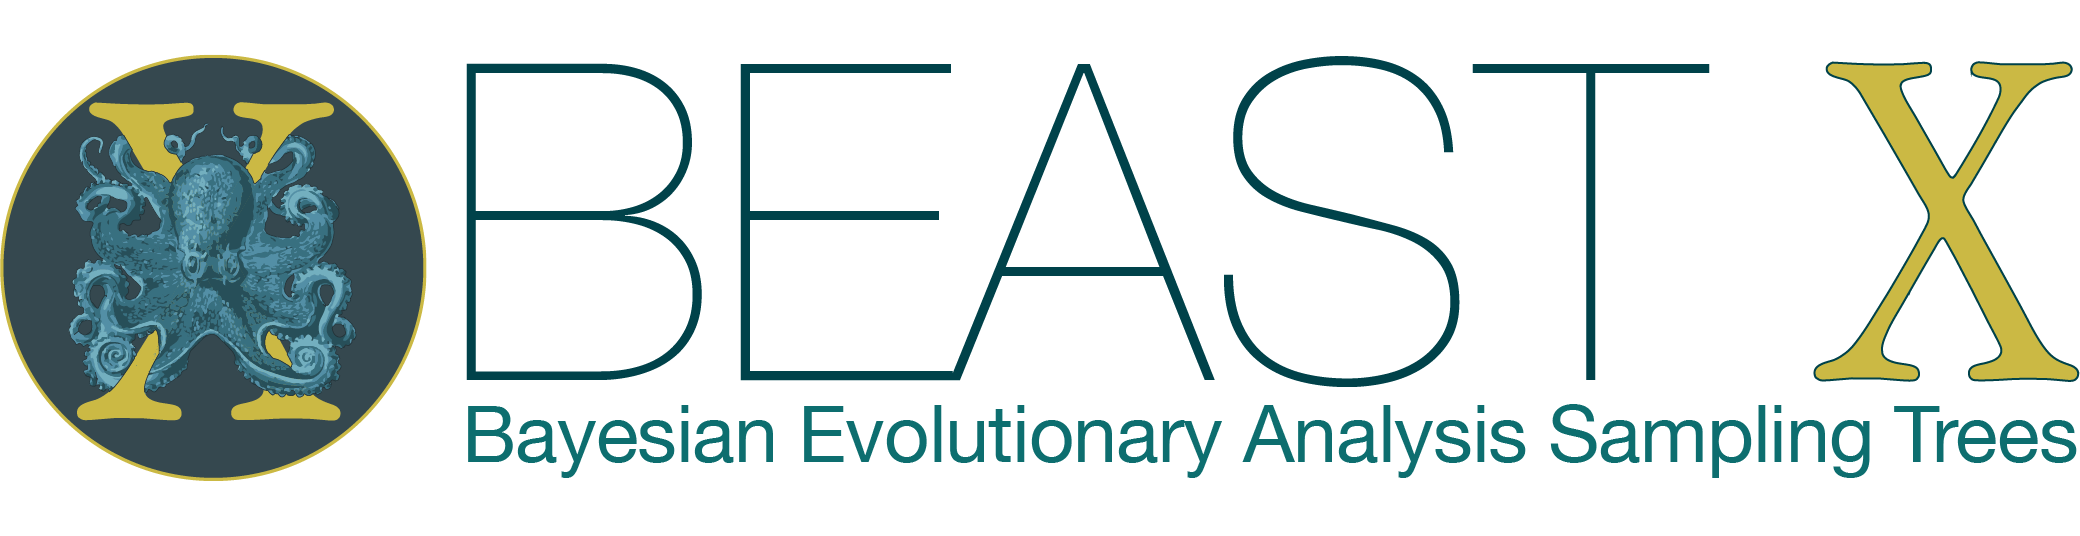 X
BEAST X
Bayesian Evolutionary Analysis Sampling Trees